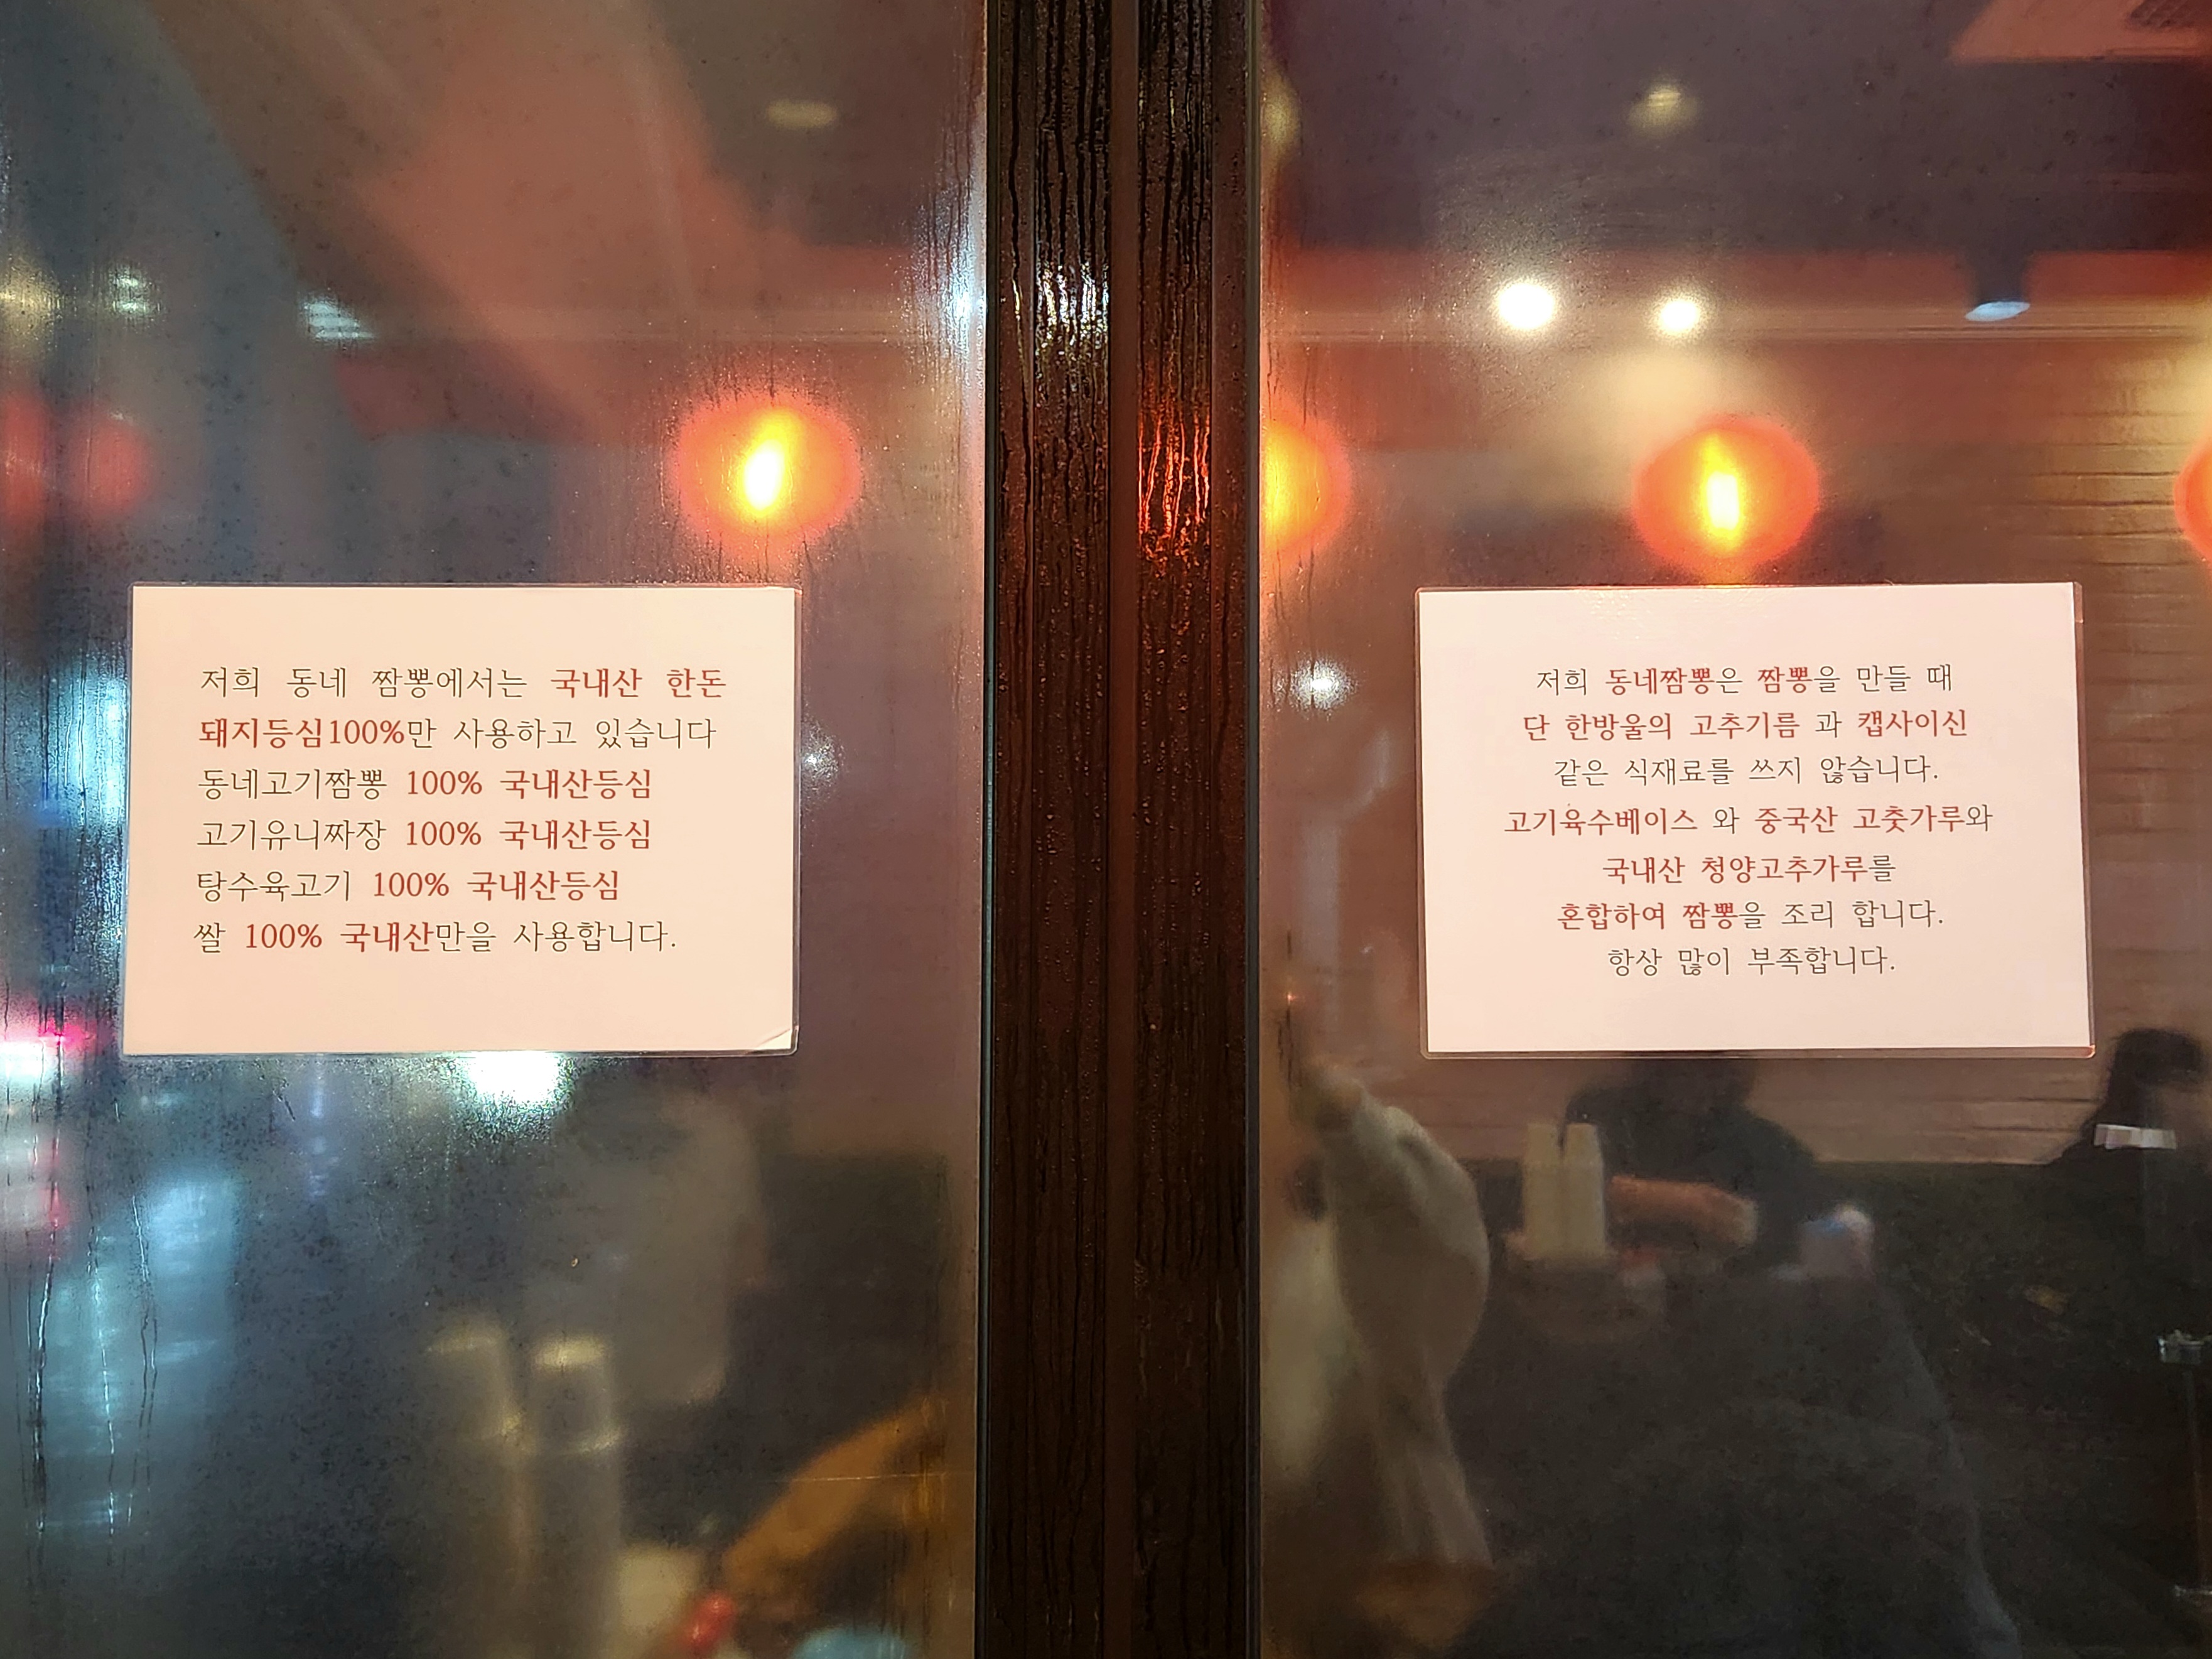 저희 동네 짬뽕에서는 국내산 한돈
돼지등심100%만 사용하고 있습니다
동네고기짬뽕 100% 국내산등심
고기유니짜장 100% 국내산등심
탕수육고기 100% 국내산등심
쌀 100% 국내산만을 사용합니다.
저희 동네짬뽕은 짬뽕을 만들 때
단 한방울의 고추기름 과 캡사이신
같은 식재료를 쓰지 않습니다.
고기육수베이스 와 중국산 고춧가루와
국내산 청양고추가루를
혼합하여 짬뽕을 조리 합니다.
항상 많이 부족합니다.